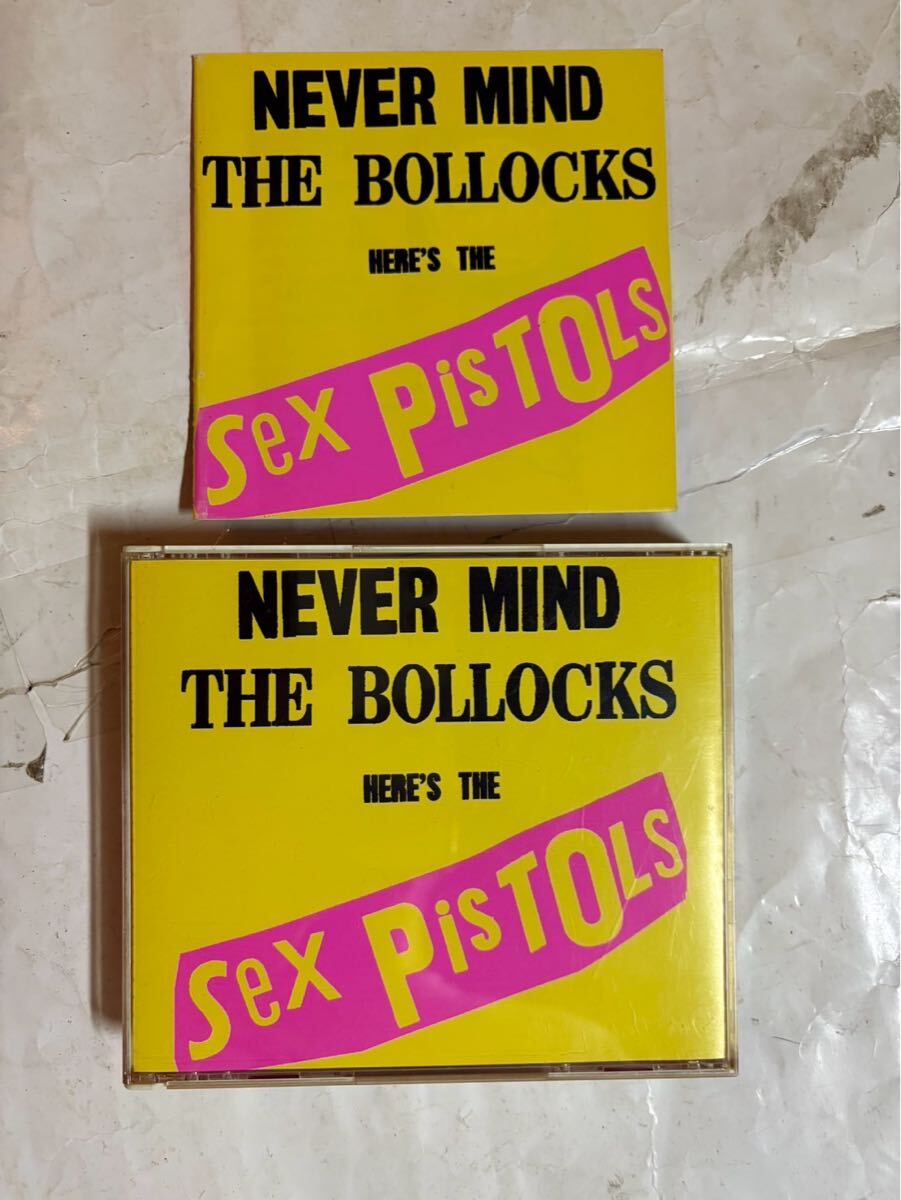 NEVER MIND
THE BOLLOCKS
HERE'S THE
Sex PisTOLS
NEVER MIND
THE BOLLOCKS
HERE'S THE
Sex PisTOLS